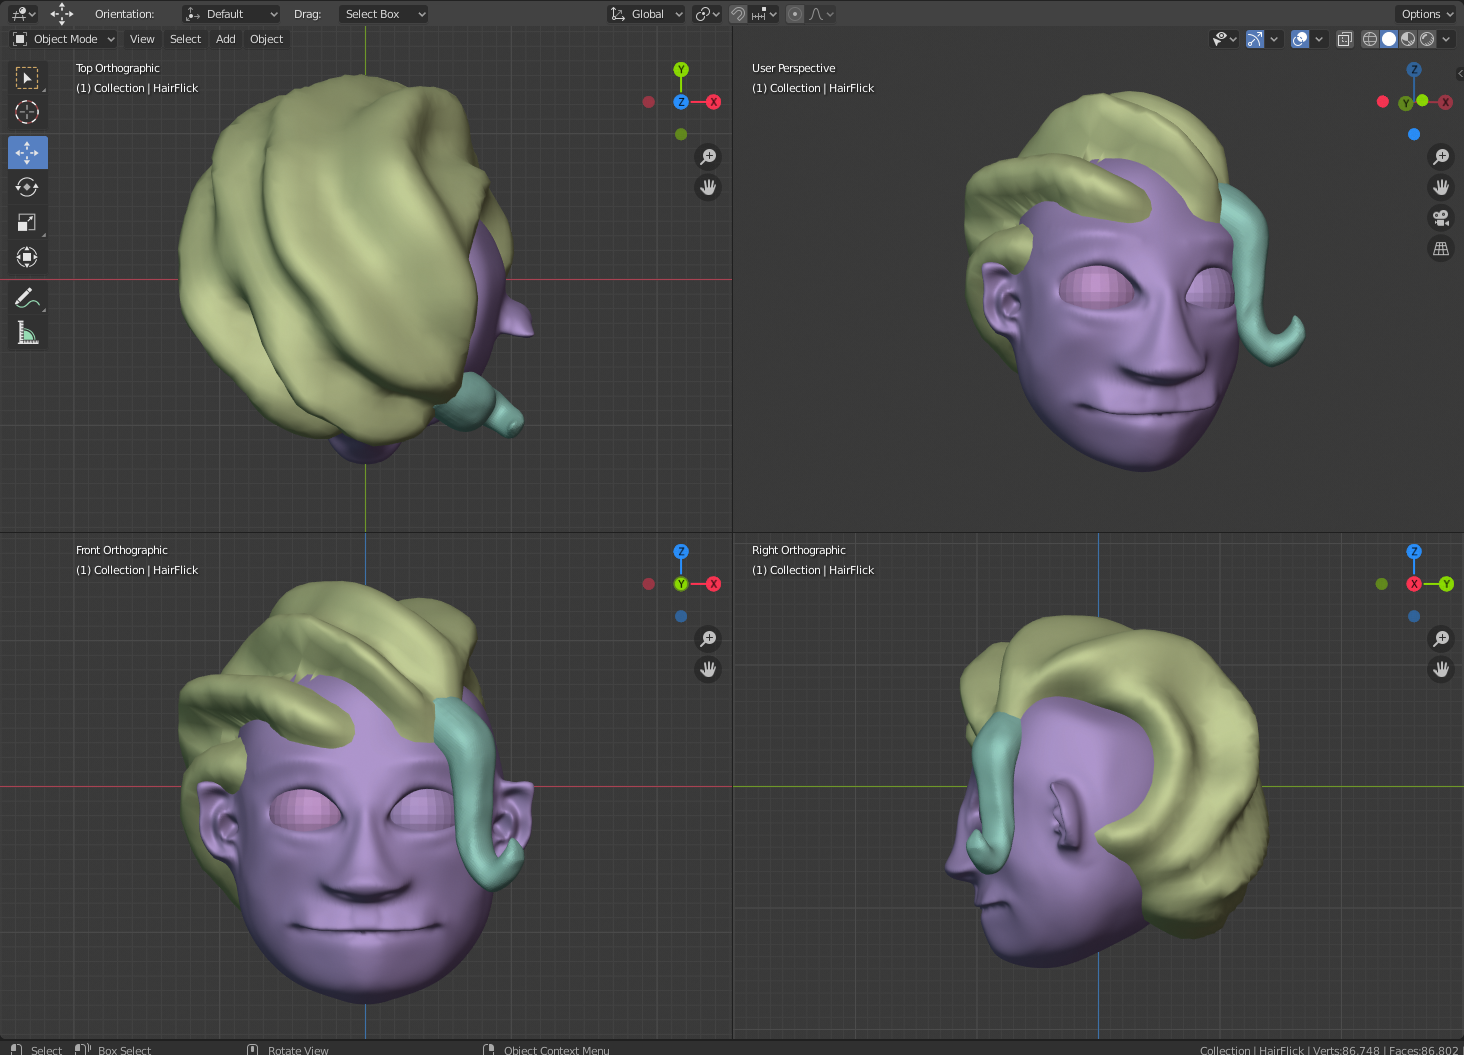 Orientation: Default Drag: Select Box Global Options
Object Mode View Select Add Object
Top Orthographic
(1) Collection | HairFlick
Y
Z X
User Perspective
(1) Collection | HairFlick
Z
Y X
Front Orthographic
(1) Collection | HairFlick
Z
Y X
Right Orthographic
(1) Collection | HairFlick
Z
X Y
Select Box Select Rotate View Object Context Menu Collection | HairFlick | Verts:86,748 | Faces:86,802